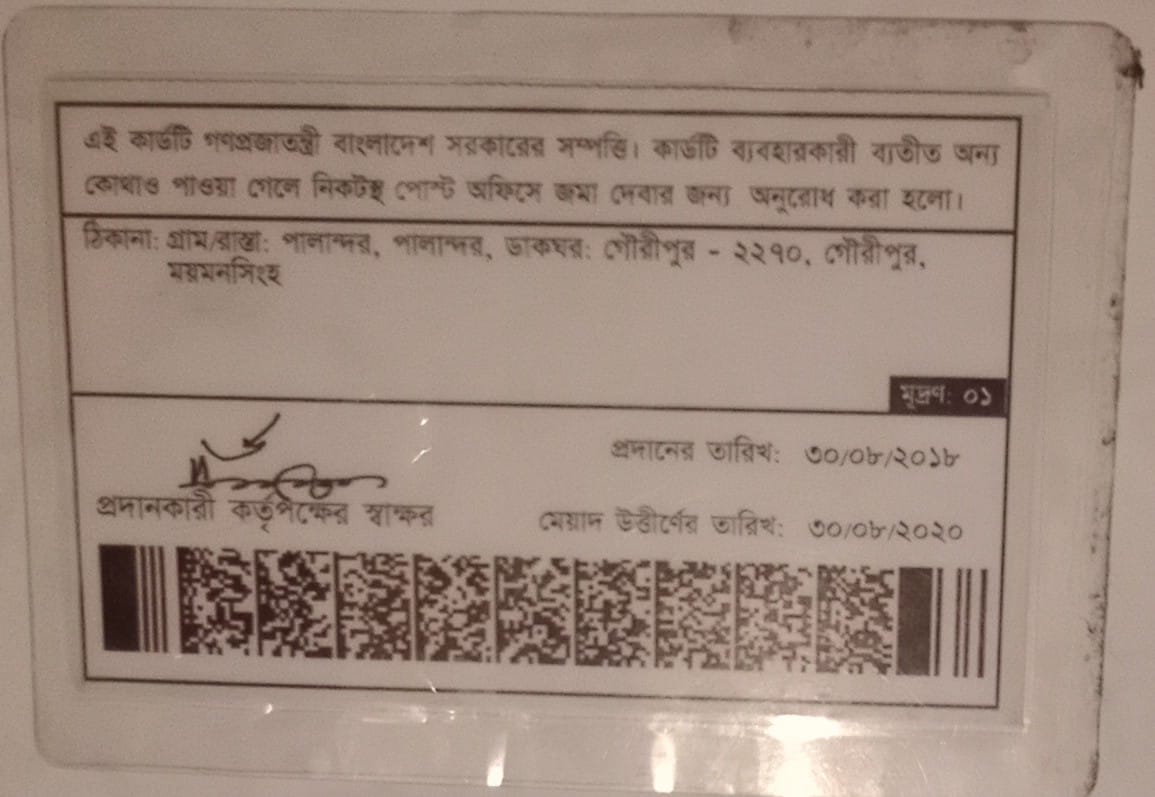 এই কার্ডটি গণপ্রজাতন্ত্রী বাংলাদেশ সরকারের সম্পত্তি। কার্ডটি ব্যবহারকারী ব্যতীত অন্য
কোথাও পাওয়া গেলে নিকটস্থ পোস্ট অফিসে জমা দেবার জন্য অনুরোধ করা হলো।
ঠিকানা: গ্রাম/রাস্তা: পালান্দর, পালান্দর, ডাকঘর: গৌরীপুর - ২২৭০, গৌরীপুর,
ময়মনসিংহ
মূদ্রণ: ০১
প্রদানকারী কর্তৃপক্ষের স্বাক্ষর
প্রদানের তারিখ: ৩০/০৮/২০১৮
মেয়াদ উত্তীর্ণের তারিখ: ৩০/০৮/২০২০